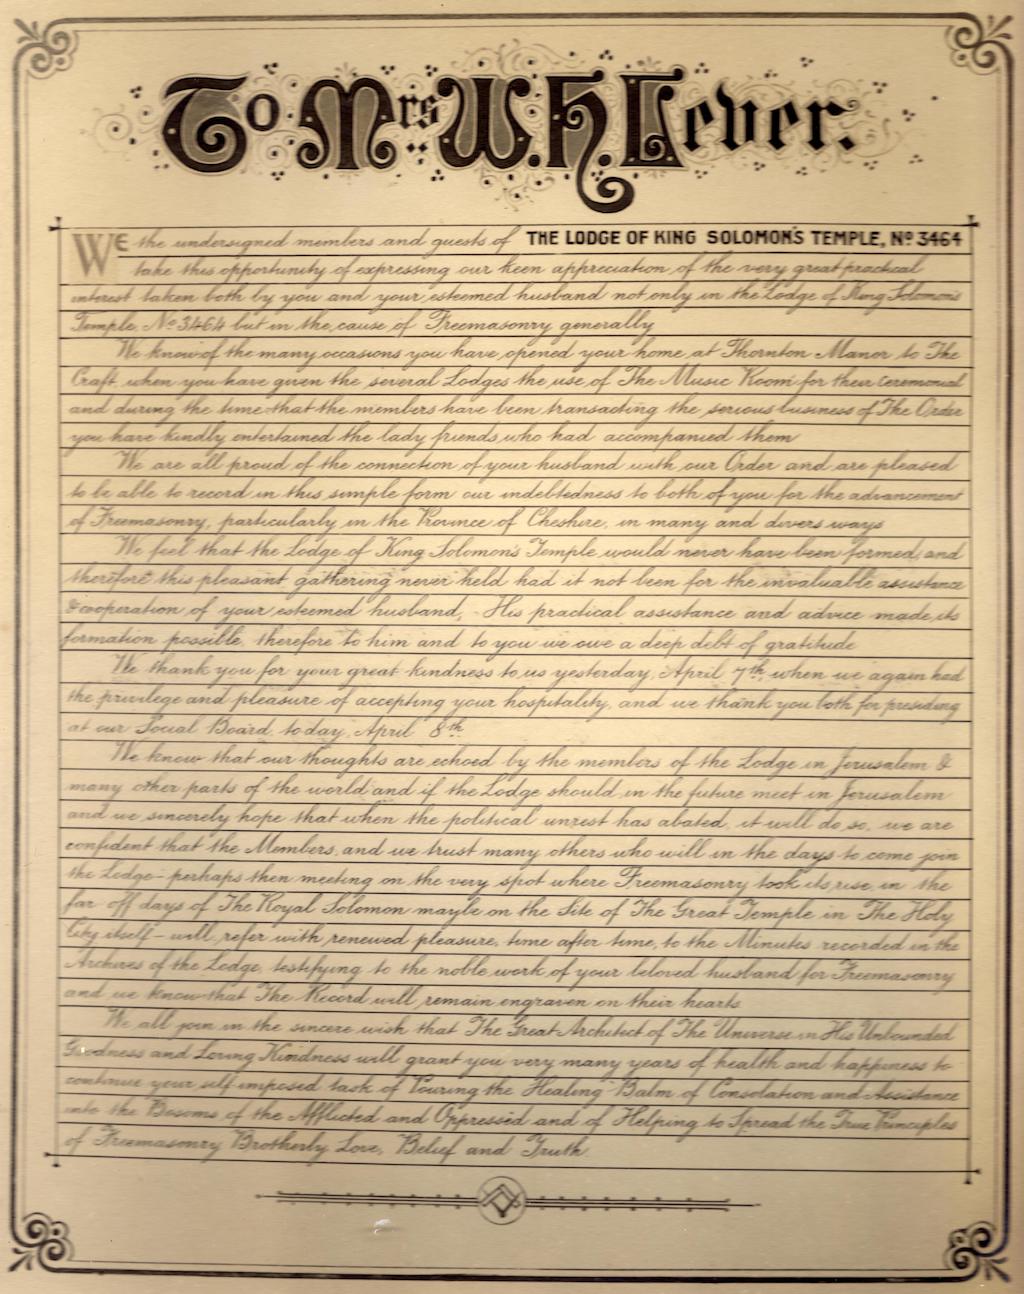 To Mrs W.H. Lever.
WE the undersigned members and guests of THE LODGE OF KING SOLOMON'S TEMPLE, No 3464
take this opportunity of expressing our keen appreciation of the very great practical
interest taken both by you and your esteemed husband not only in the Lodge of King Solomon's
Temple, No 3464 but in the cause of Freemasonry generally
We know of the many occasions you have opened your home at Thornton Manor to The
Craft, when you have given the several Lodges the use of The Music Room for their ceremonial
and during the time that the members have been transacting the serious business of The Order
you have kindly entertained the lady friends who had accompanied them
We are all proud of the connection of your husband with our Order and are pleased
to be able to record in this simple form our indebtedness to both of you for the advancement
of Freemasonry, particularly in the Province of Cheshire, in many and divers ways
We feel that the Lodge of King Solomon's Temple would never have been formed, and
therefore this pleasant gathering never held had it not been for the invaluable assistance
& cooperation of your esteemed husband, - His practical assistance and advice made its
formation possible, therefore to him and to you we owe a deep debt of gratitude
We thank you for your great kindness to us yesterday, April 7th, when we again had
the privilege and pleasure of accepting your hospitality, and we thank you both for presiding
at our Social Board, today, April 8th
We know that our thoughts are echoed by the members of the Lodge in Jerusalem &
many other parts of the world and if the Lodge should in the future meet in Jerusalem
and we sincerely hope that when the political unrest has abated, it will do so, we are
confident that the Members, and we trust many others who will in the days to come join
the Lodge - perhaps then meeting on the very spot where Freemasonry took its rise, in the
far off days of The Royal Solomon maybe on the Site of The Great Temple in The Holy
City itself - will refer with renewed pleasure, time after time, to the Minutes recorded in the
Archives of the Lodge, testifying to the noble work of your beloved husband for Freemasonry
and we know that The Record will remain engraven on their hearts
We all join in the sincere wish that The Great Architect of The Universe in His Unbounded
Goodness and Loving Kindness will grant you very many years of health and happiness to
continue your self imposed task of Pouring the Healing Balm of Consolation and Assistance
into the Bosoms of the Afflicted and Oppressed and of Helping to Spread the True Principles
of Freemasonry Brotherly Love, Belief and Truth